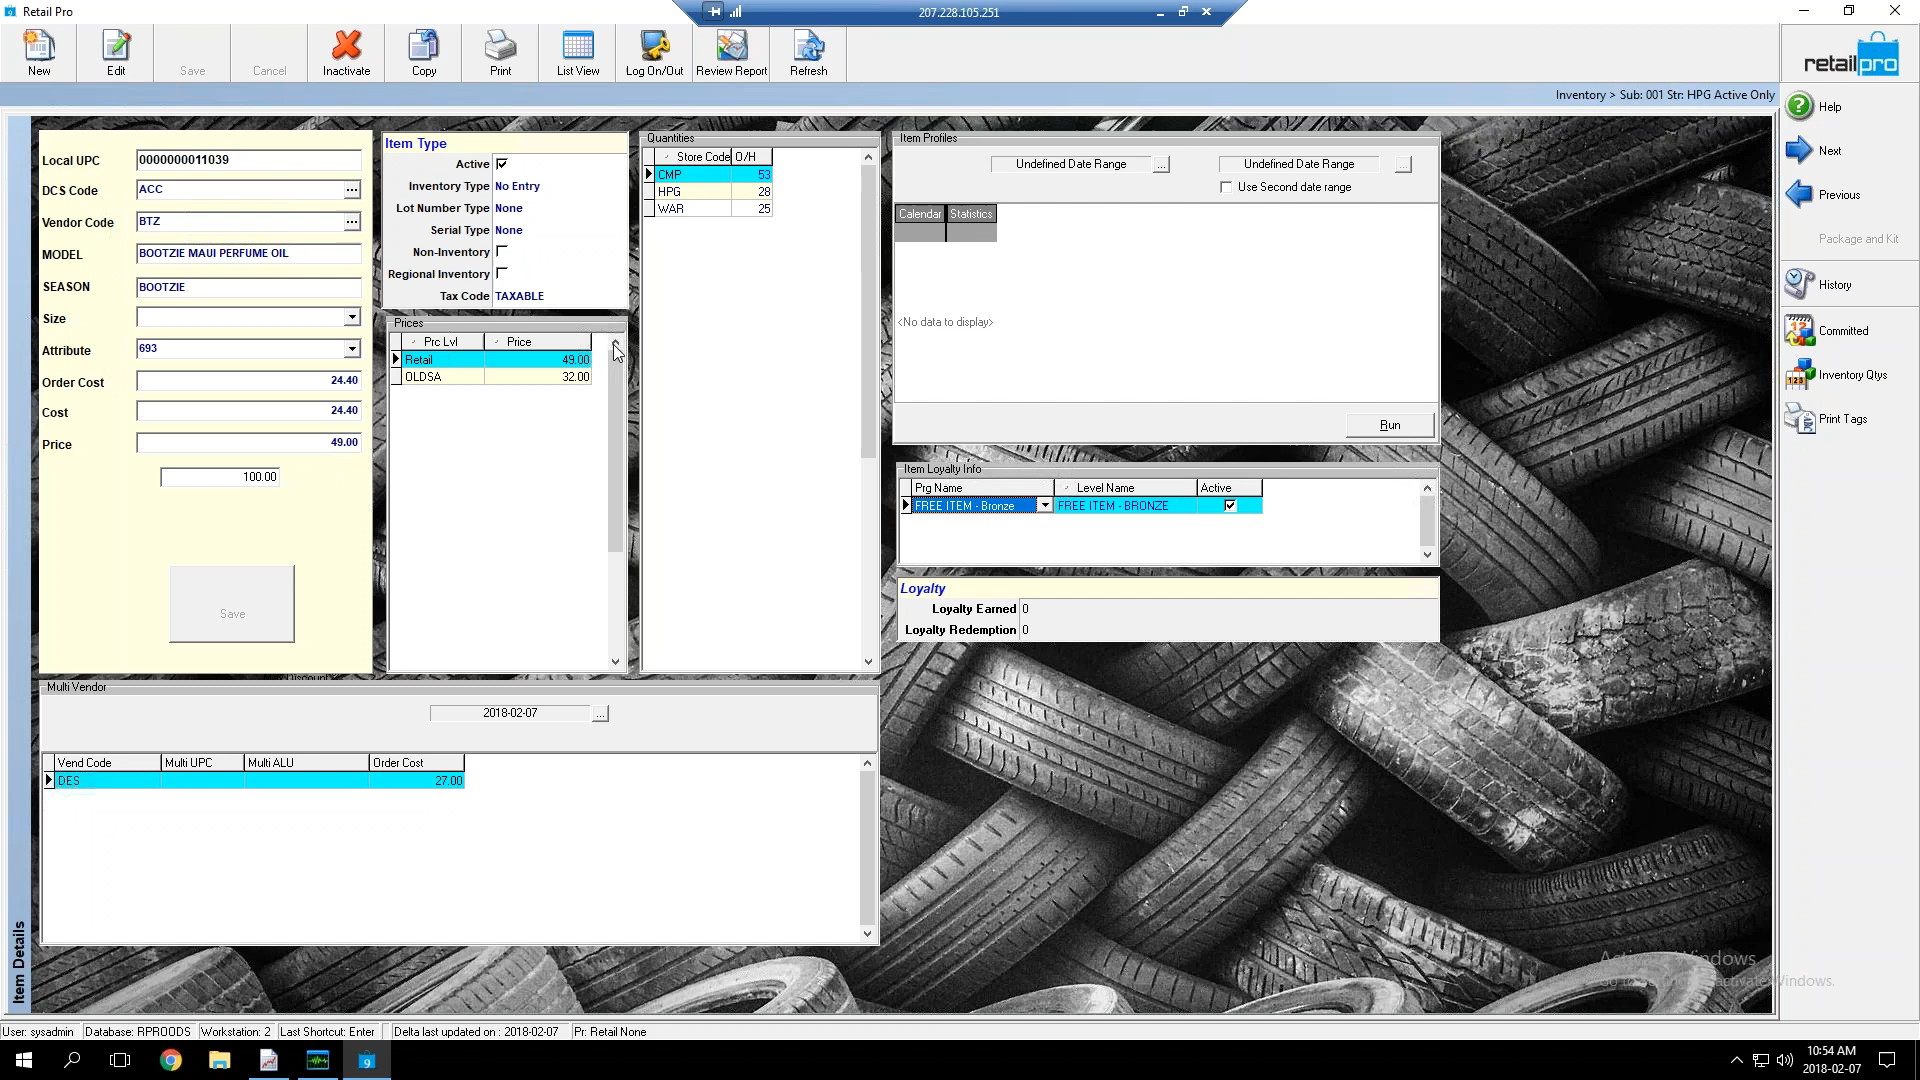 Retail Pro
207.228.105.251
New
Edit
Save
Cancel
Inactivate
Copy
Print
List View
Log On/Out
Review Report
Refresh
retailpro
Inventory > Sub: 001 Str: HPG Active Only
Help
Next
Previous
Package and Kit
History
Committed
Inventory Qtys
Print Tags
Local UPC 0000000011039
DCS Code ACC ...
Vendor Code BTZ ...
MODEL BOOTZIE MAUI PERFUME OIL
SEASON BOOTZIE
Size
Attribute 693
Order Cost 24.40
Cost 24.40
Price 49.00
100.00
Save
Item Type
Active
Inventory Type No Entry
Lot Number Type None
Serial Type None
Non-Inventory
Regional Inventory
Tax Code TAXABLE
Prices
Prc Lvl Price
Retail 49.00
OLDSA 32.00
Quantities
Store Code O/H
CMP 53
HPG 28
WAR 25
Item Profiles
Undefined Date Range ... Undefined Date Range ...
Use Second date range
Calendar Statistics
<No data to display>
Run
Item Loyalty Info
Prg Name Level Name Active
FREE ITEM - Bronze FREE ITEM - BRONZE
Loyalty
Loyalty Earned 0
Loyalty Redemption 0
Multi Vendor
2018-02-07 ...
Vend Code Multi UPC Multi ALU Order Cost
DES 27.00
Item Details
User: sysadmin Database: RPROODS Workstation: 2 Last Shortcut: Enter Delta last updated on : 2018-02-07 Pr: Retail None
10:54 AM
2018-02-07